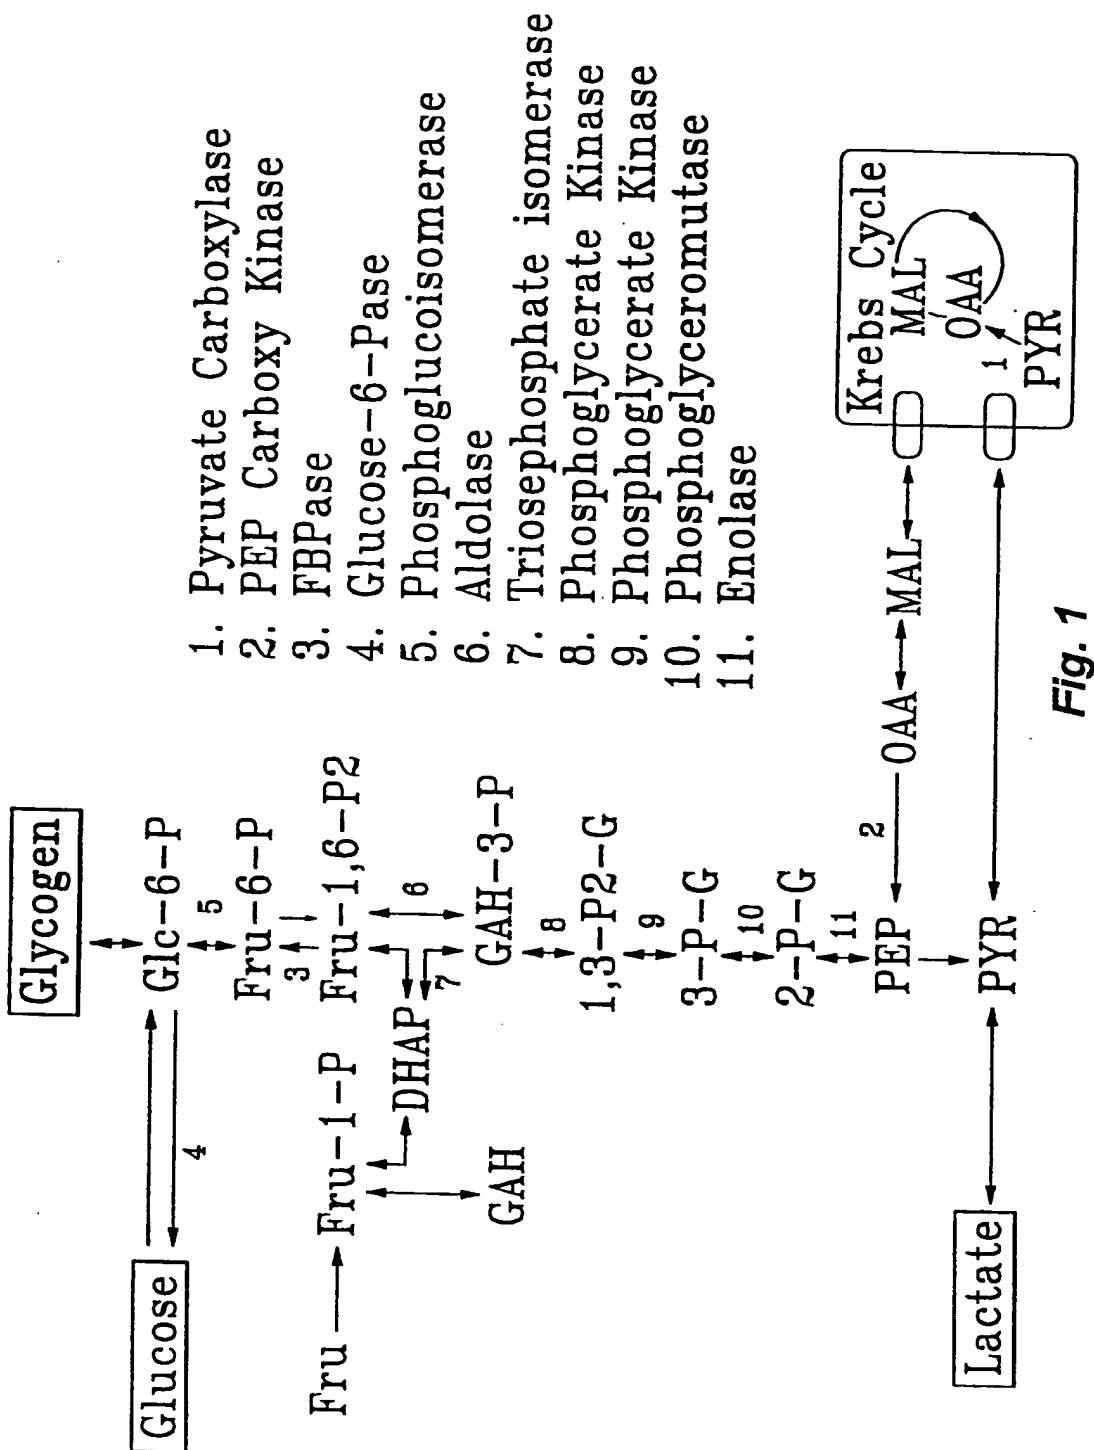 Glycogen
Glucose
Glc-6-P
4
5
Fru-6-P
3
Fru
Fru-1-P
Fru-1,6-P2
DHAP
7
6
GAH
GAH-3-P
8
1,3-P2-G
9
3-P-G
10
2-P-G
11
PEP
2
OAA
MAL
Lactate
PYR
Krebs Cycle
MAL
OAA
1
PYR
1. Pyruvate Carboxylase
2. PEP Carboxy Kinase
3. FBPase
4. Glucose-6-Pase
5. Phosphoglucoisomerase
6. Aldolase
7. Triosephosphate isomerase
8. Phosphoglycerate Kinase
9. Phosphoglycerate Kinase
10. Phosphoglyceromutase
11. Enolase
Fig. 1